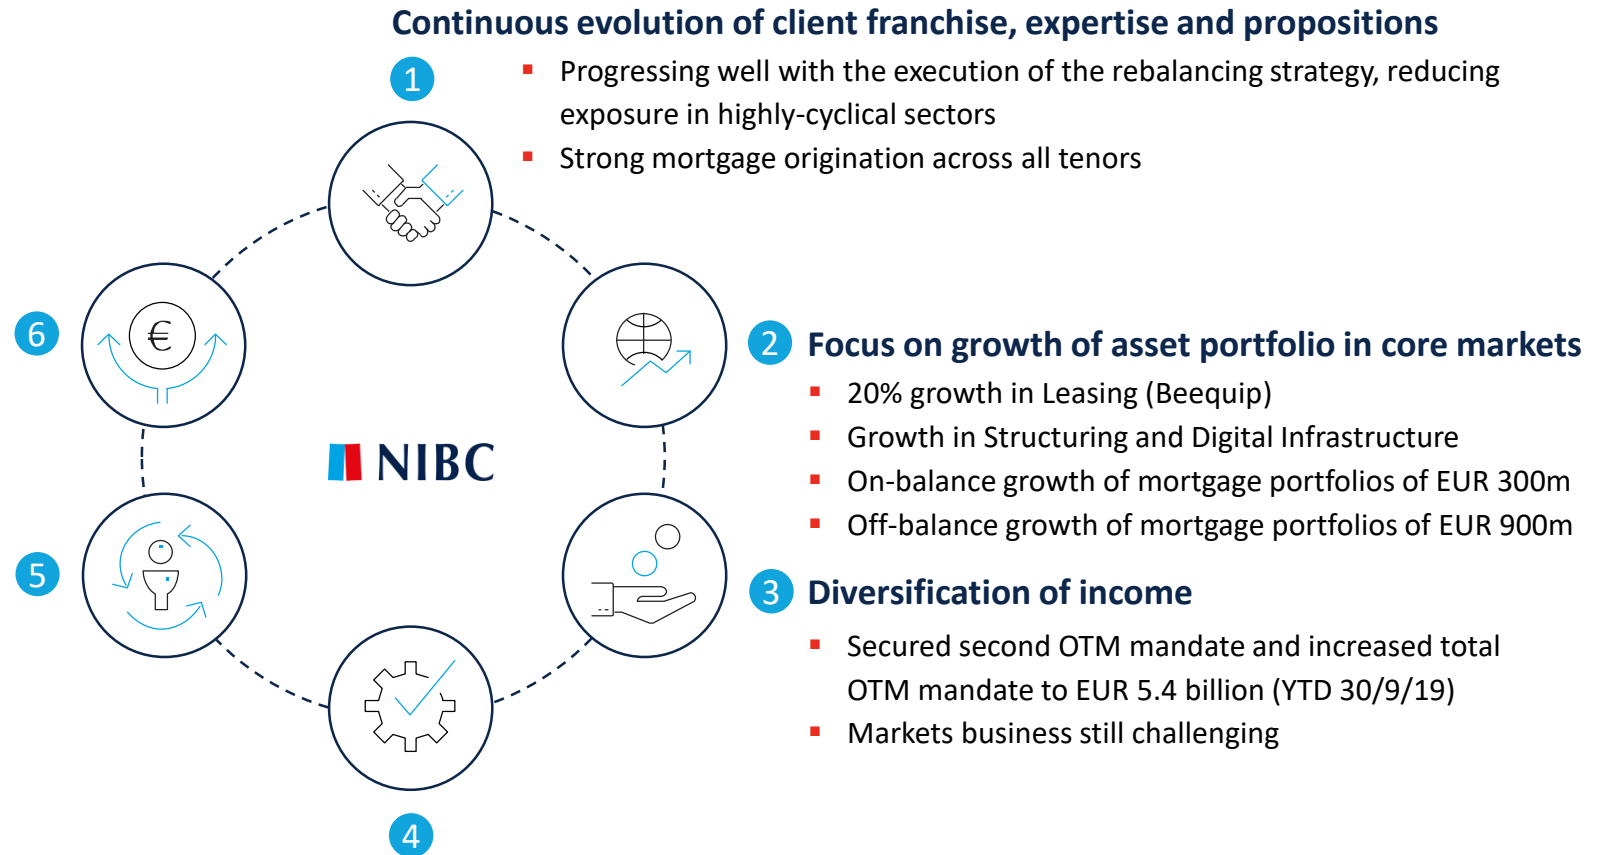 Continuous evolution of client franchise, expertise and propositions
1
▪ Progressing well with the execution of the rebalancing strategy, reducing
exposure in highly-cyclical sectors
▪ Strong mortgage origination across all tenors
6
€
2 Focus on growth of asset portfolio in core markets
▪ 20% growth in Leasing (Beequip)
▪ Growth in Structuring and Digital Infrastructure
▪ On-balance growth of mortgage portfolios of EUR 300m
▪ Off-balance growth of mortgage portfolios of EUR 900m
NIBC
5
3 Diversification of income
▪ Secured second OTM mandate and increased total
OTM mandate to EUR 5.4 billion (YTD 30/9/19)
▪ Markets business still challenging
4